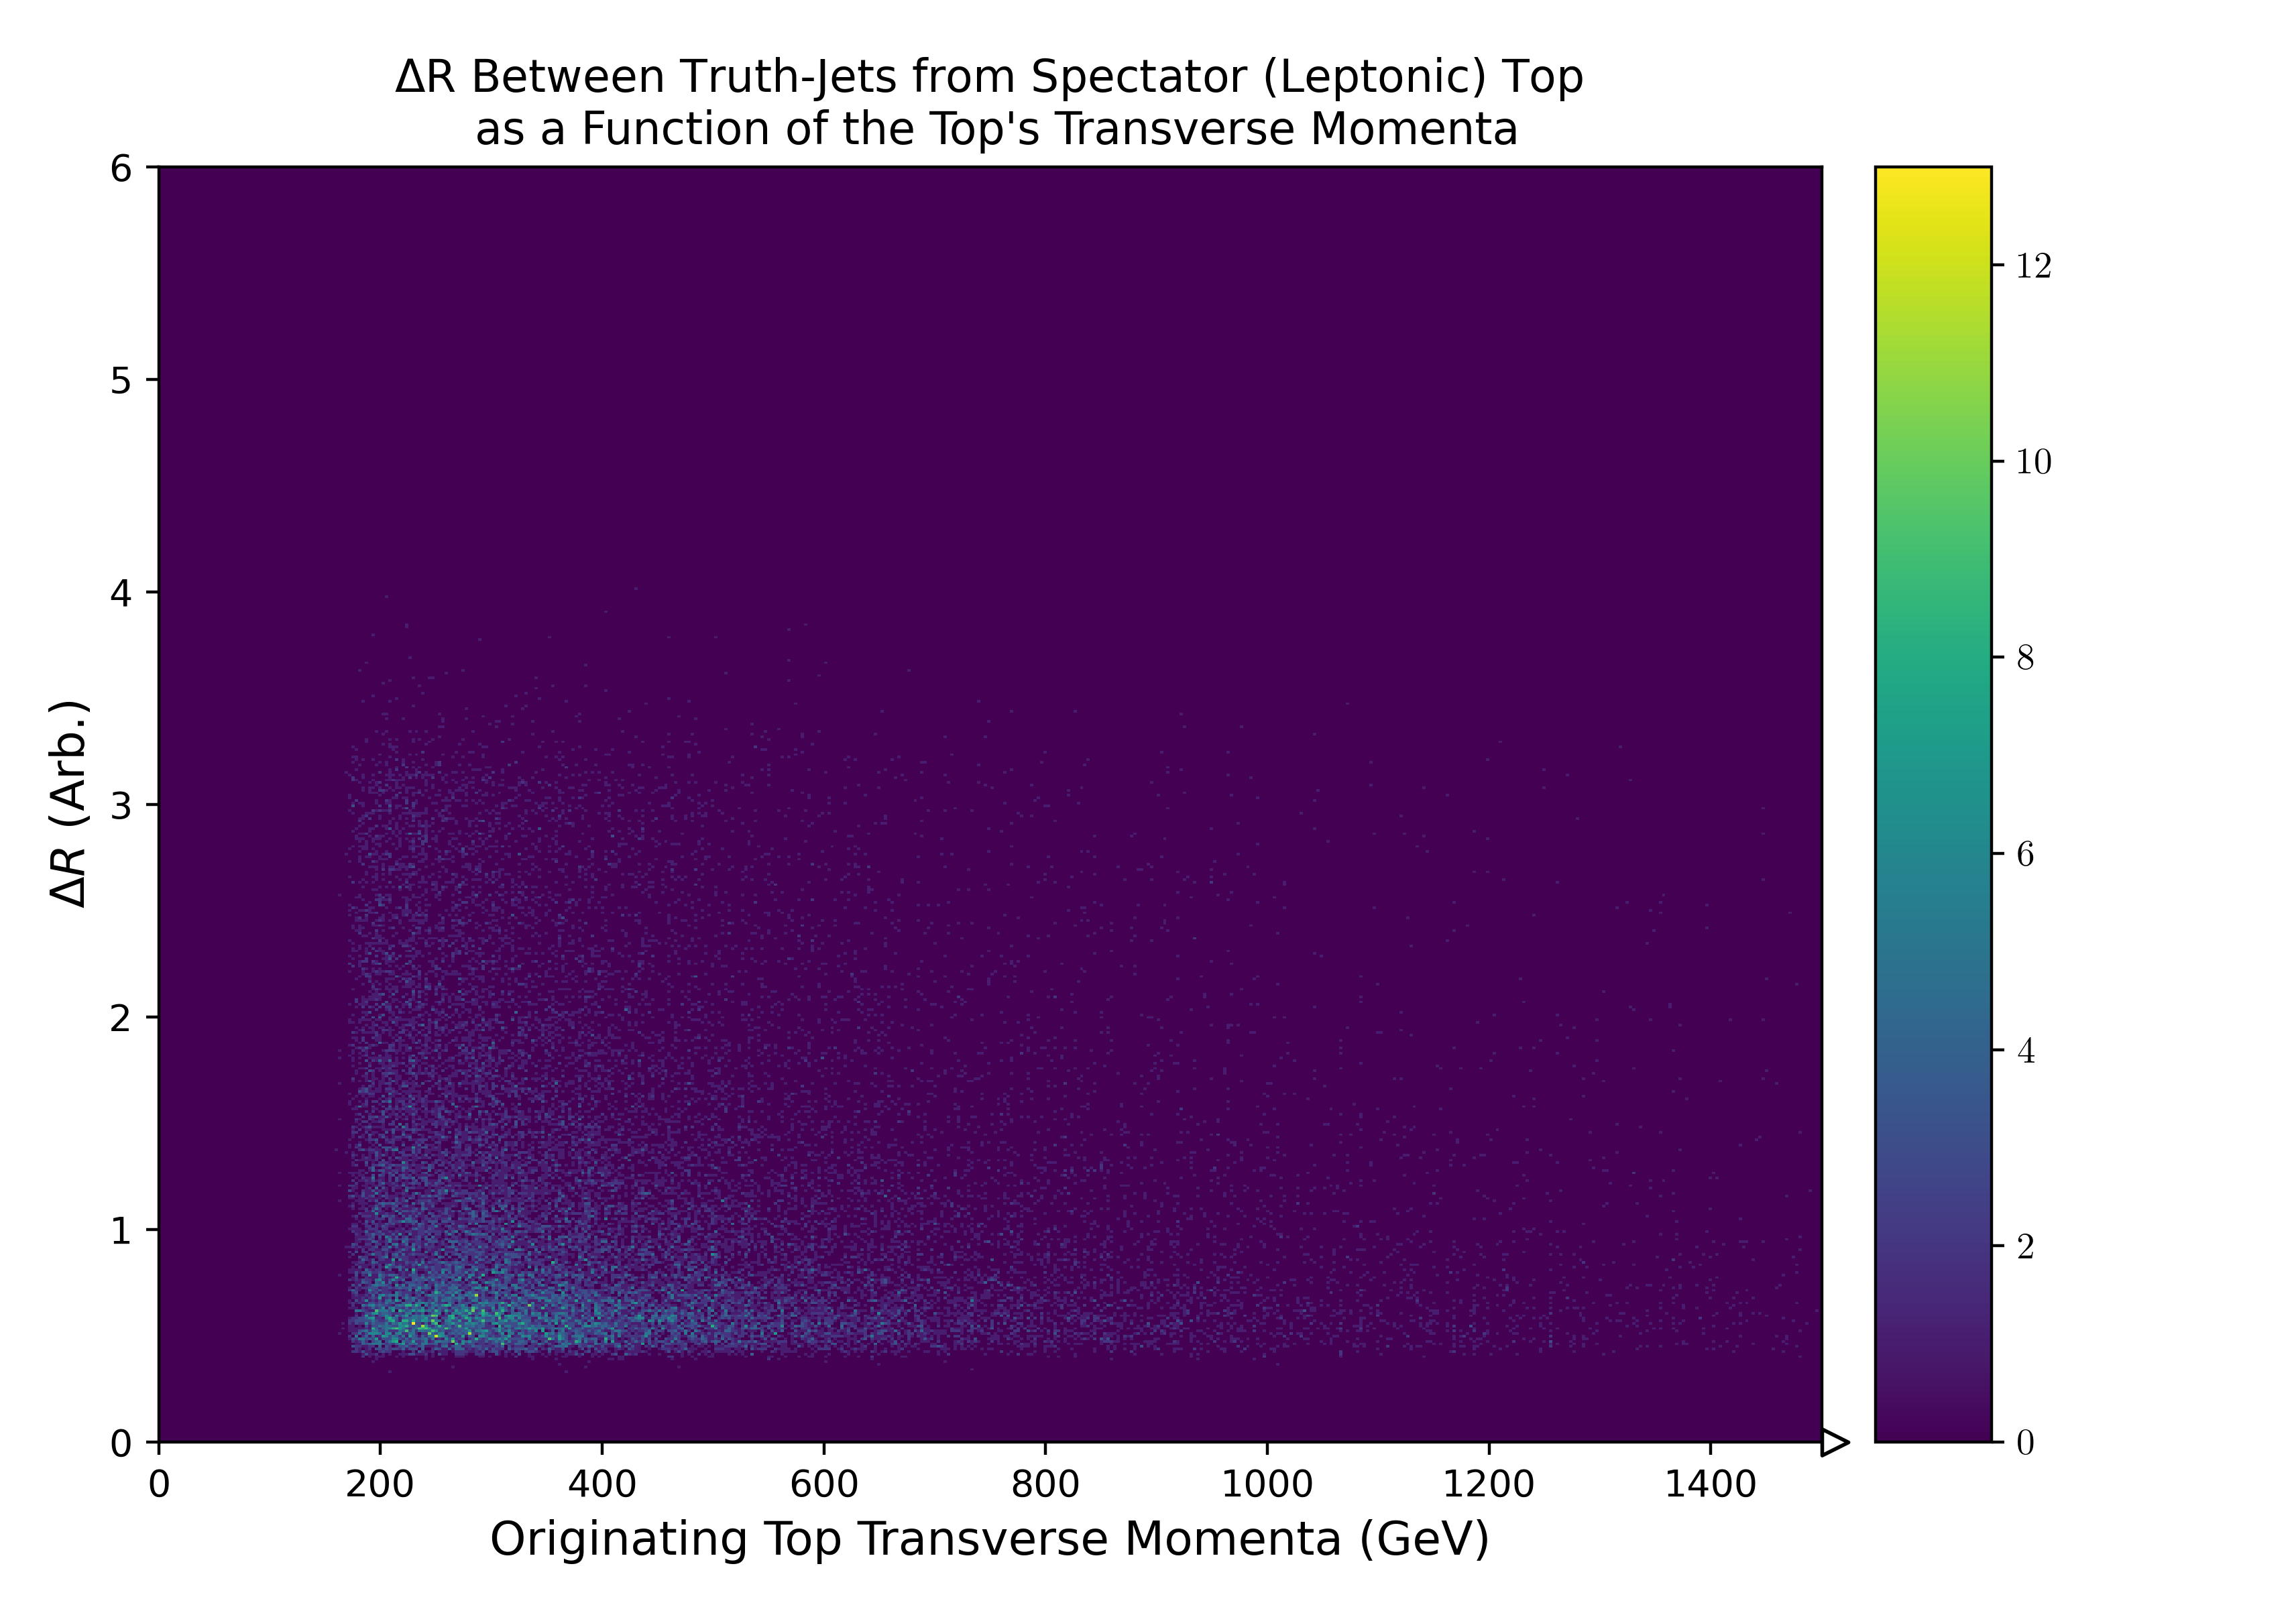 ΔR Between Truth-Jets from Spectator (Leptonic) Top
as a Function of the Top's Transverse Momenta
6
5
4
3
2
1
0
ΔR (Arb.)
0 200 400 600 800 1000 1200 1400
Originating Top Transverse Momenta (GeV)
12
10
8
6
4
2
0